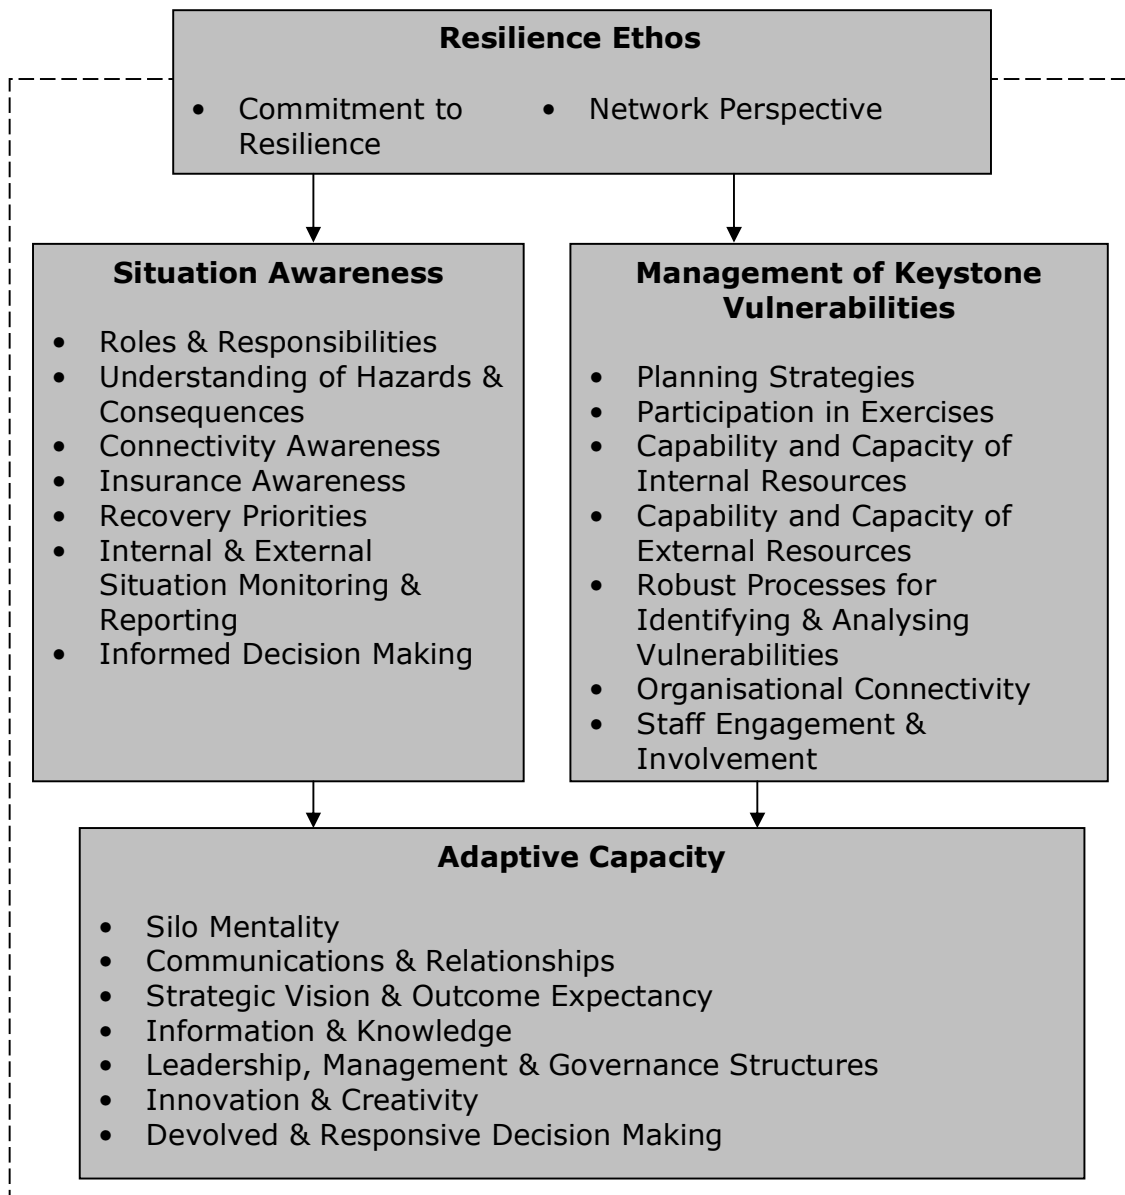 Resilience Ethos
• Commitment to
Resilience
• Network Perspective
Situation Awareness
• Roles & Responsibilities
• Understanding of Hazards &
Consequences
• Connectivity Awareness
• Insurance Awareness
• Recovery Priorities
• Internal & External
Situation Monitoring &
Reporting
• Informed Decision Making
Management of Keystone
Vulnerabilities
• Planning Strategies
• Participation in Exercises
• Capability and Capacity of
Internal Resources
• Capability and Capacity of
External Resources
• Robust Processes for
Identifying & Analysing
Vulnerabilities
• Organisational Connectivity
• Staff Engagement &
Involvement
Adaptive Capacity
• Silo Mentality
• Communications & Relationships
• Strategic Vision & Outcome Expectancy
• Information & Knowledge
• Leadership, Management & Governance Structures
• Innovation & Creativity
• Devolved & Responsive Decision Making